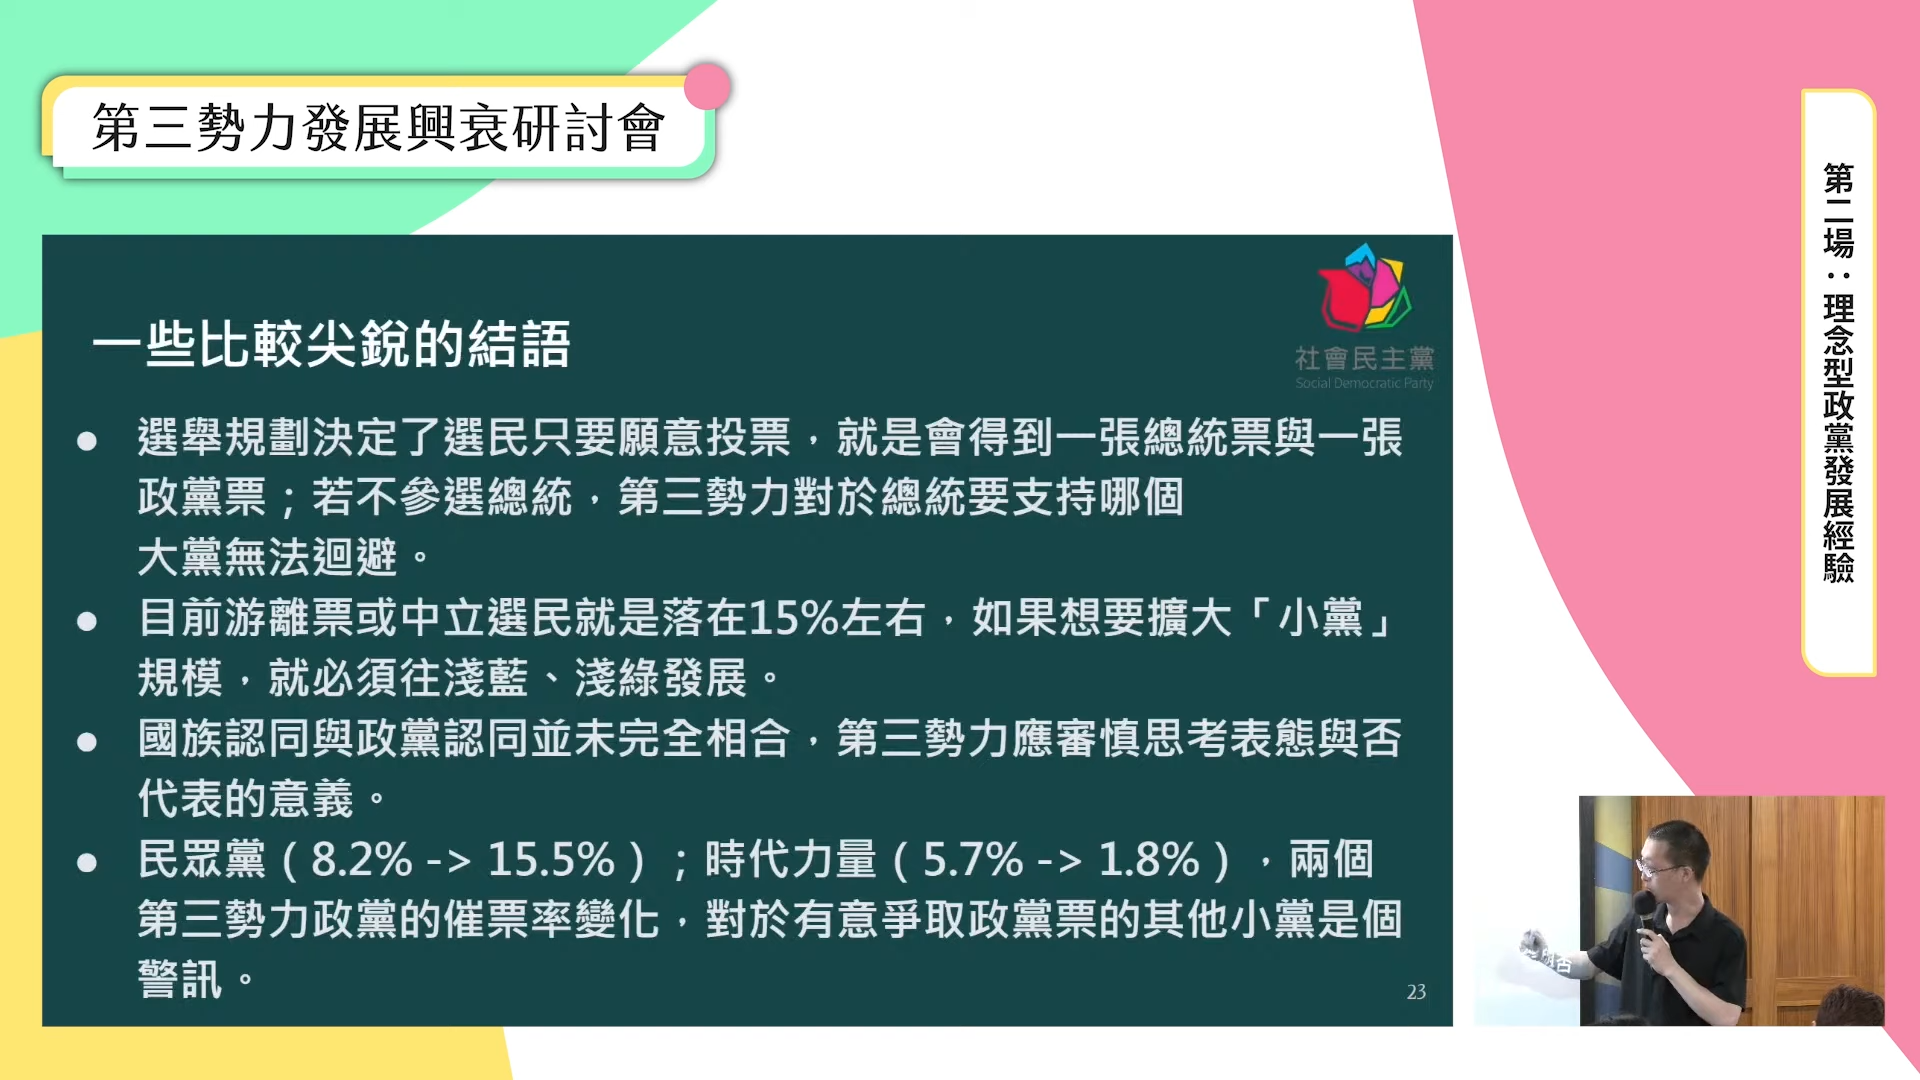 第三勢力發展興衰研討會
第二場：理念型政黨發展經驗
社會民主黨
Social Democratic Party
一些比較尖銳的結語
● 選舉規劃決定了選民只要願意投票，就是會得到一張總統票與一張
政黨票；若不參選總統，第三勢力對於總統要支持哪個
大黨無法迴避。
● 目前游離票或中立選民就是落在15%左右，如果想要擴大「小黨」
規模，就必須往淺藍、淺綠發展。
● 國族認同與政黨認同並未完全相合，第三勢力應審慎思考表態與否
代表的意義。
● 民眾黨（8.2% -> 15.5%）；時代力量（5.7% -> 1.8%），兩個
第三勢力政黨的催票率變化，對於有意爭取政黨票的其他小黨是個
警訊。
23